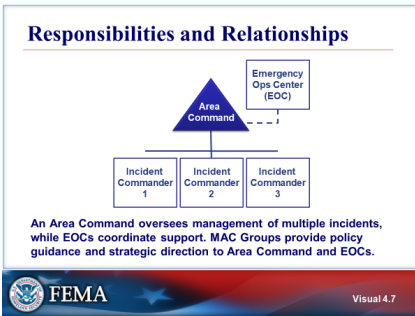 Responsibilities and Relationships
Emergency
Ops Center
(EOC)
Area
Command
Incident
Commander
1
Incident
Commander
2
Incident
Commander
3
An Area Command oversees management of multiple incidents,
while EOCs coordinate support. MAC Groups provide policy
guidance and strategic direction to Area Command and EOCs.
FEMA
Visual 4.7